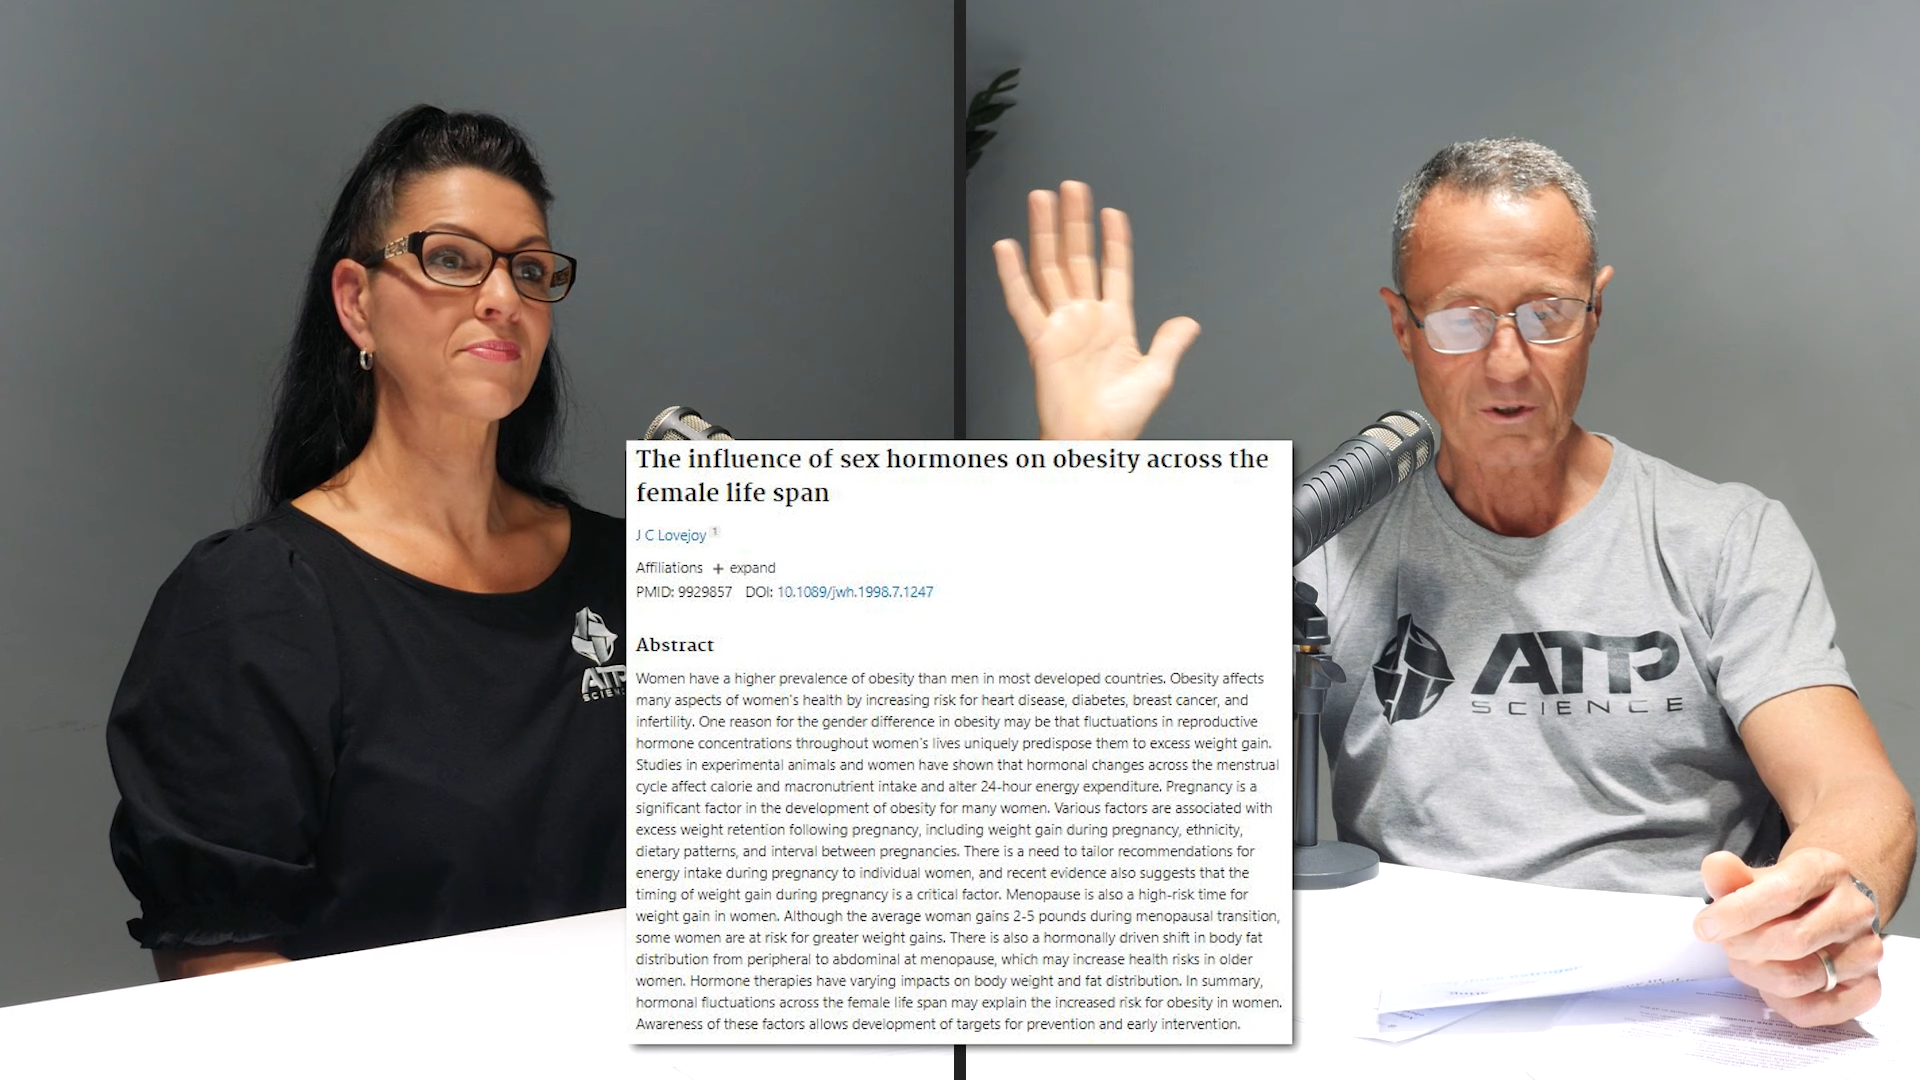 The influence of sex hormones on obesity across the
female life span
J C Lovejoy 1
Affiliations + expand
PMID: 9929857 DOI: 10.1089/jwh.1998.7.1247
Abstract
Women have a higher prevalence of obesity than men in most developed countries. Obesity affects
many aspects of women's health by increasing risk for heart disease, diabetes, breast cancer, and
infertility. One reason for the gender difference in obesity may be that fluctuations in reproductive
hormone concentrations throughout women's lives uniquely predispose them to excess weight gain.
Studies in experimental animals and women have shown that hormonal changes across the menstrual
cycle affect calorie and macronutrient intake and alter 24-hour energy expenditure. Pregnancy is a
significant factor in the development of obesity for many women. Various factors are associated with
excess weight retention following pregnancy, including weight gain during pregnancy, ethnicity,
dietary patterns, and interval between pregnancies. There is a need to tailor recommendations for
energy intake during pregnancy to individual women, and recent evidence also suggests that the
timing of weight gain during pregnancy is a critical factor. Menopause is also a high-risk time for
weight gain in women. Although the average woman gains 2-5 pounds during menopausal transition,
some women are at risk for greater weight gains. There is also a hormonally driven shift in body fat
distribution from peripheral to abdominal at menopause, which may increase health risks in older
women. Hormone therapies have varying impacts on body weight and fat distribution. In summary,
hormonal fluctuations across the female life span may explain the increased risk for obesity in women.
Awareness of these factors allows development of targets for prevention and early intervention.
ATP
SCIENC
ATP
SCIENCE